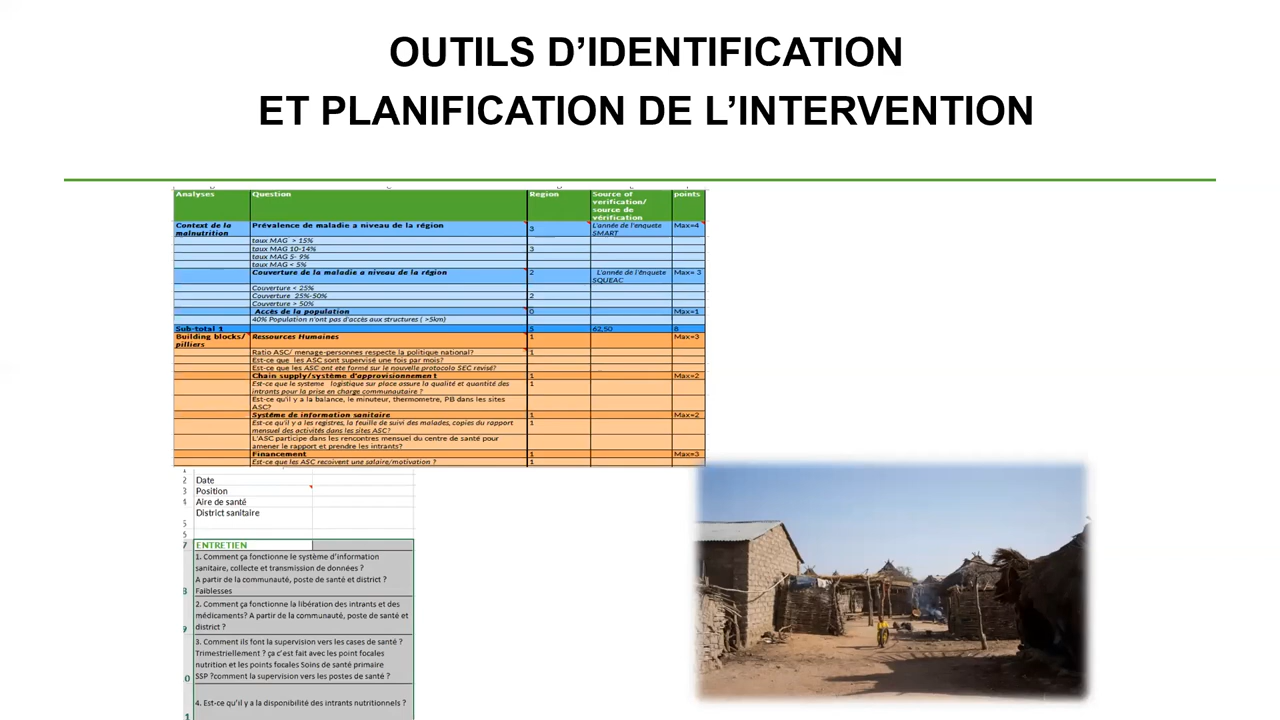 OUTILS D’IDENTIFICATION
ET PLANIFICATION DE L’INTERVENTION
Analyses Question Region Source of verification/ source de vérification points
Context de la malnutrition Prévalence de maladie a niveau de la région 3 L'année de l'enquete SMART Max=4
taux MAG > 15%
taux MAG 10-14% 3
taux MAG 5- 9%
taux MAG < 5%
Couverture de la maladie a niveau de la région 2 L'année de l'ênquete SQUEAC Max= 3
Couverture < 25%
Couverture 25%-50% 2
Couverture > 50%
Accès de la population 0 Max=1
40% Population n'ont pas d'accès aux structures ( >5km)
Sub-total 1 5 62,50 8
Building blocks/ pilliers Ressources Humaines 1 Max=3
Ratio ASC/ menage-personnes respecte la politique national? 1
Est-ce que les ASC sont supervisé une fois par mois?
Est-ce que les ASC ont ete formé sur le nouvelle protocolo SEC revisé?
Chain supply/système d'approvisionnement 1 Max=2
Est-ce que le systeme logistique sur place assure la qualité et quantité des 1
intrants pour la prise en charge communautaire ?
Est-ce qu'il y a la balance, le minuteur, thermometre, PB dans les sites
ASC?
Système de information sanitaire 1 Max=2
Est-ce qu'il y a les registres, la feuille de suivi des malades, copies du rapport 1
mensuel des activités dans les sites ASC?
L'ASC participe dans les rencontres mensuel du centre de santé pour
amener le rapport et prendre les intrants?
Financement 1 Max=3
Est-ce que les ASC recoivent une salaire/motivation ? 1
2 Date
3 Position
4 Aire de santé
District sanitaire
5
6
7 ENTRETIEN
1. Comment ça fonctionne le système d’information
sanitaire, collecte et transmission de données ?
A partir de la communauté, poste de santé et district ?
8 Faiblesses
2. Comment ça fonctionne la libération des intrants et des
médicaments? A partir de la communauté, poste de santé et
9 district ?
3. Comment ils font la supervision vers les cases de santé ?
Trimestriellement ? ça c’est fait avec les point focales
nutrition et les points focales Soins de santé primaire
0 SSP ?comment la supervision vers les postes de santé ?
4. Est-ce qu’il y a la disponibilité des intrants nutritionnels ?
1